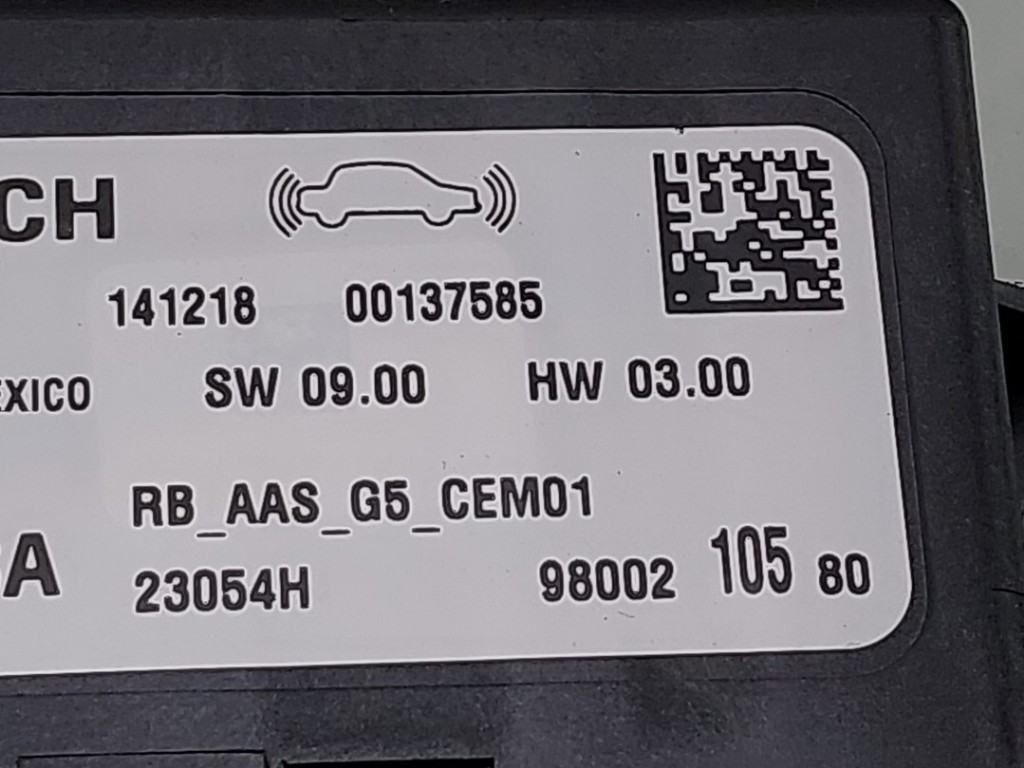 CH
141218 00137585
EXICO SW 09.00 HW 03.00
RB_AAS_G5_CEM01
A 23054H 98002 105 80